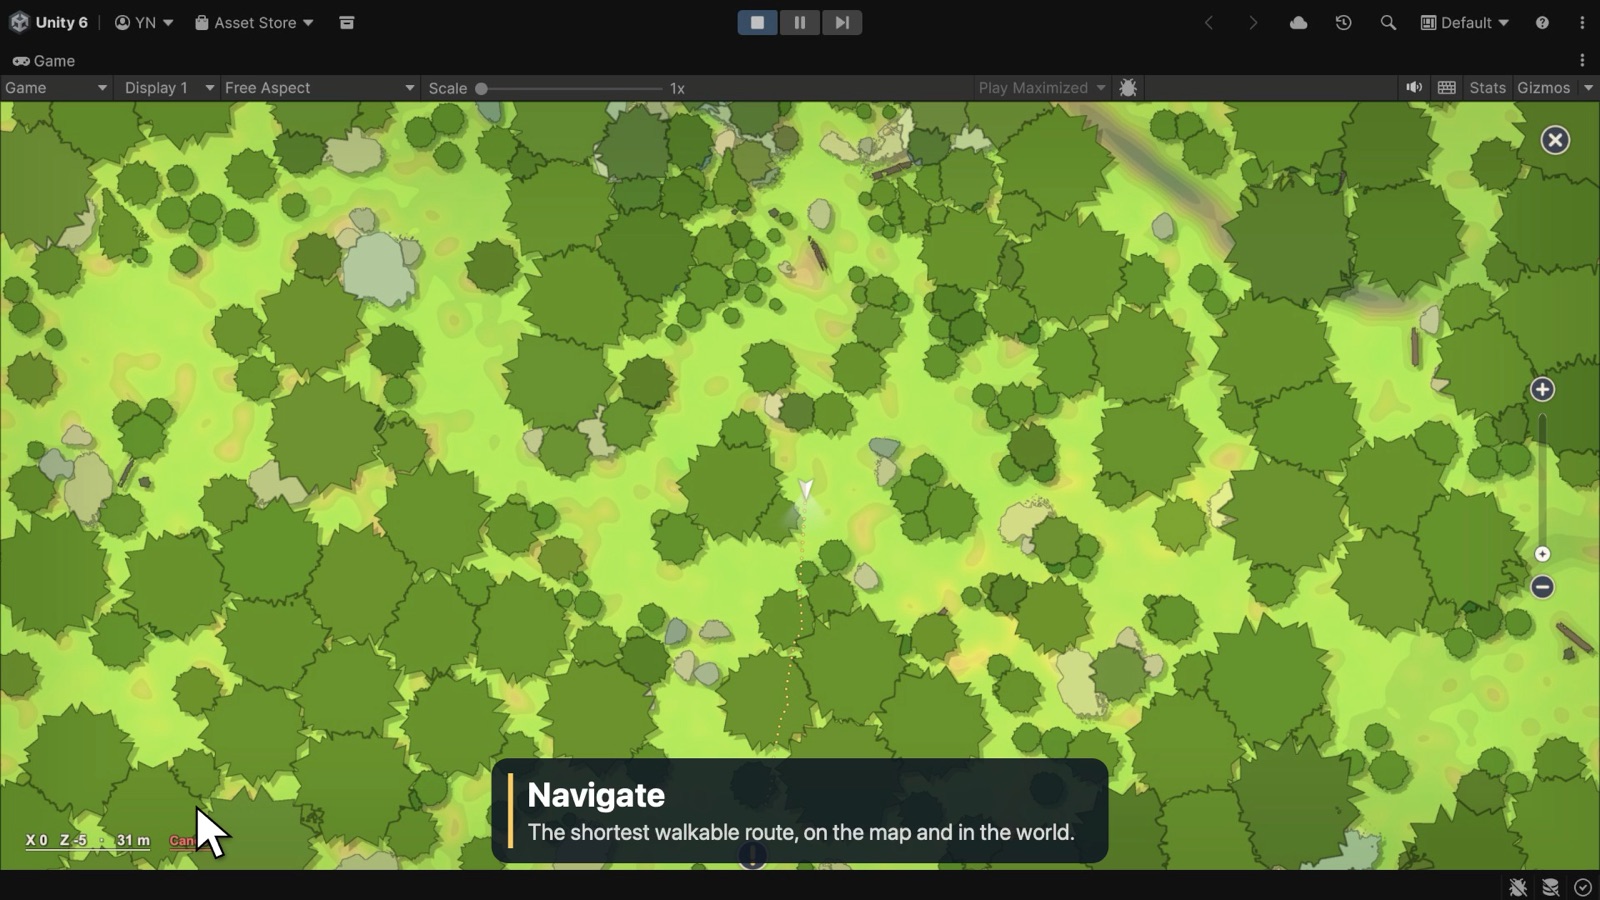 Unity 6
YN
Asset Store
Default
Game
Game
Display 1
Free Aspect
Scale
1x
Play Maximized
Stats
Gizmos
Navigate
The shortest walkable route, on the map and in the world.
X 0 Z -5 · 31 m